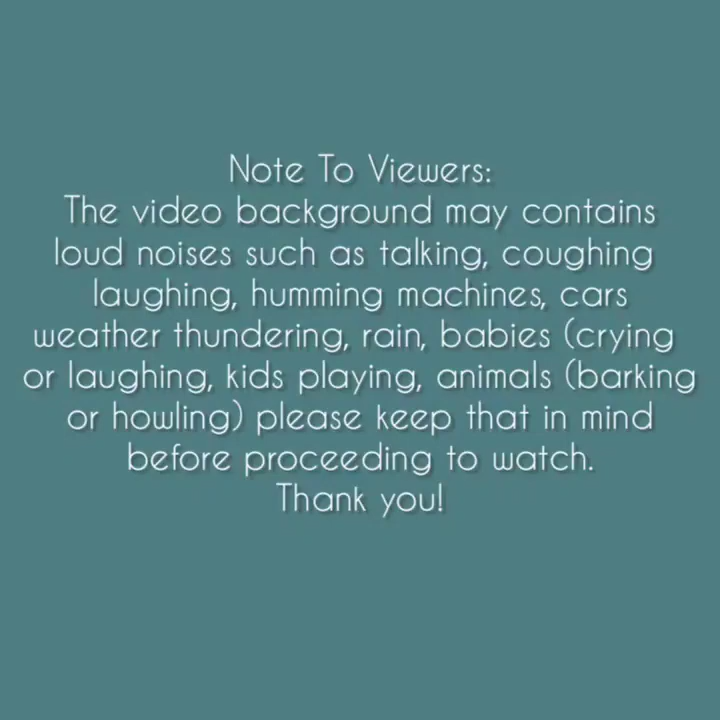 Note To Viewers:
The video background may contains
loud noises such as talking, coughing
laughing, humming machines, cars
weather thundering, rain, babies (crying
or laughing, kids playing, animals (barking
or howling) please keep that in mind
before proceeding to watch.
Thank you!